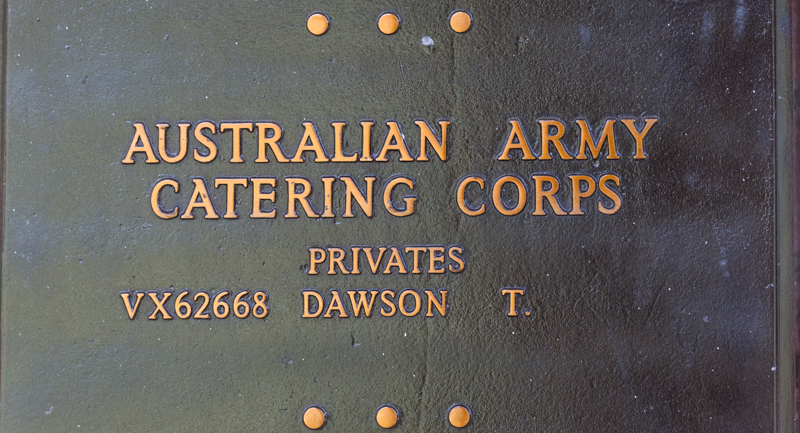 AUSTRALIAN ARMY
CATERING CORPS
PRIVATES
VX62668 DAWSON T.